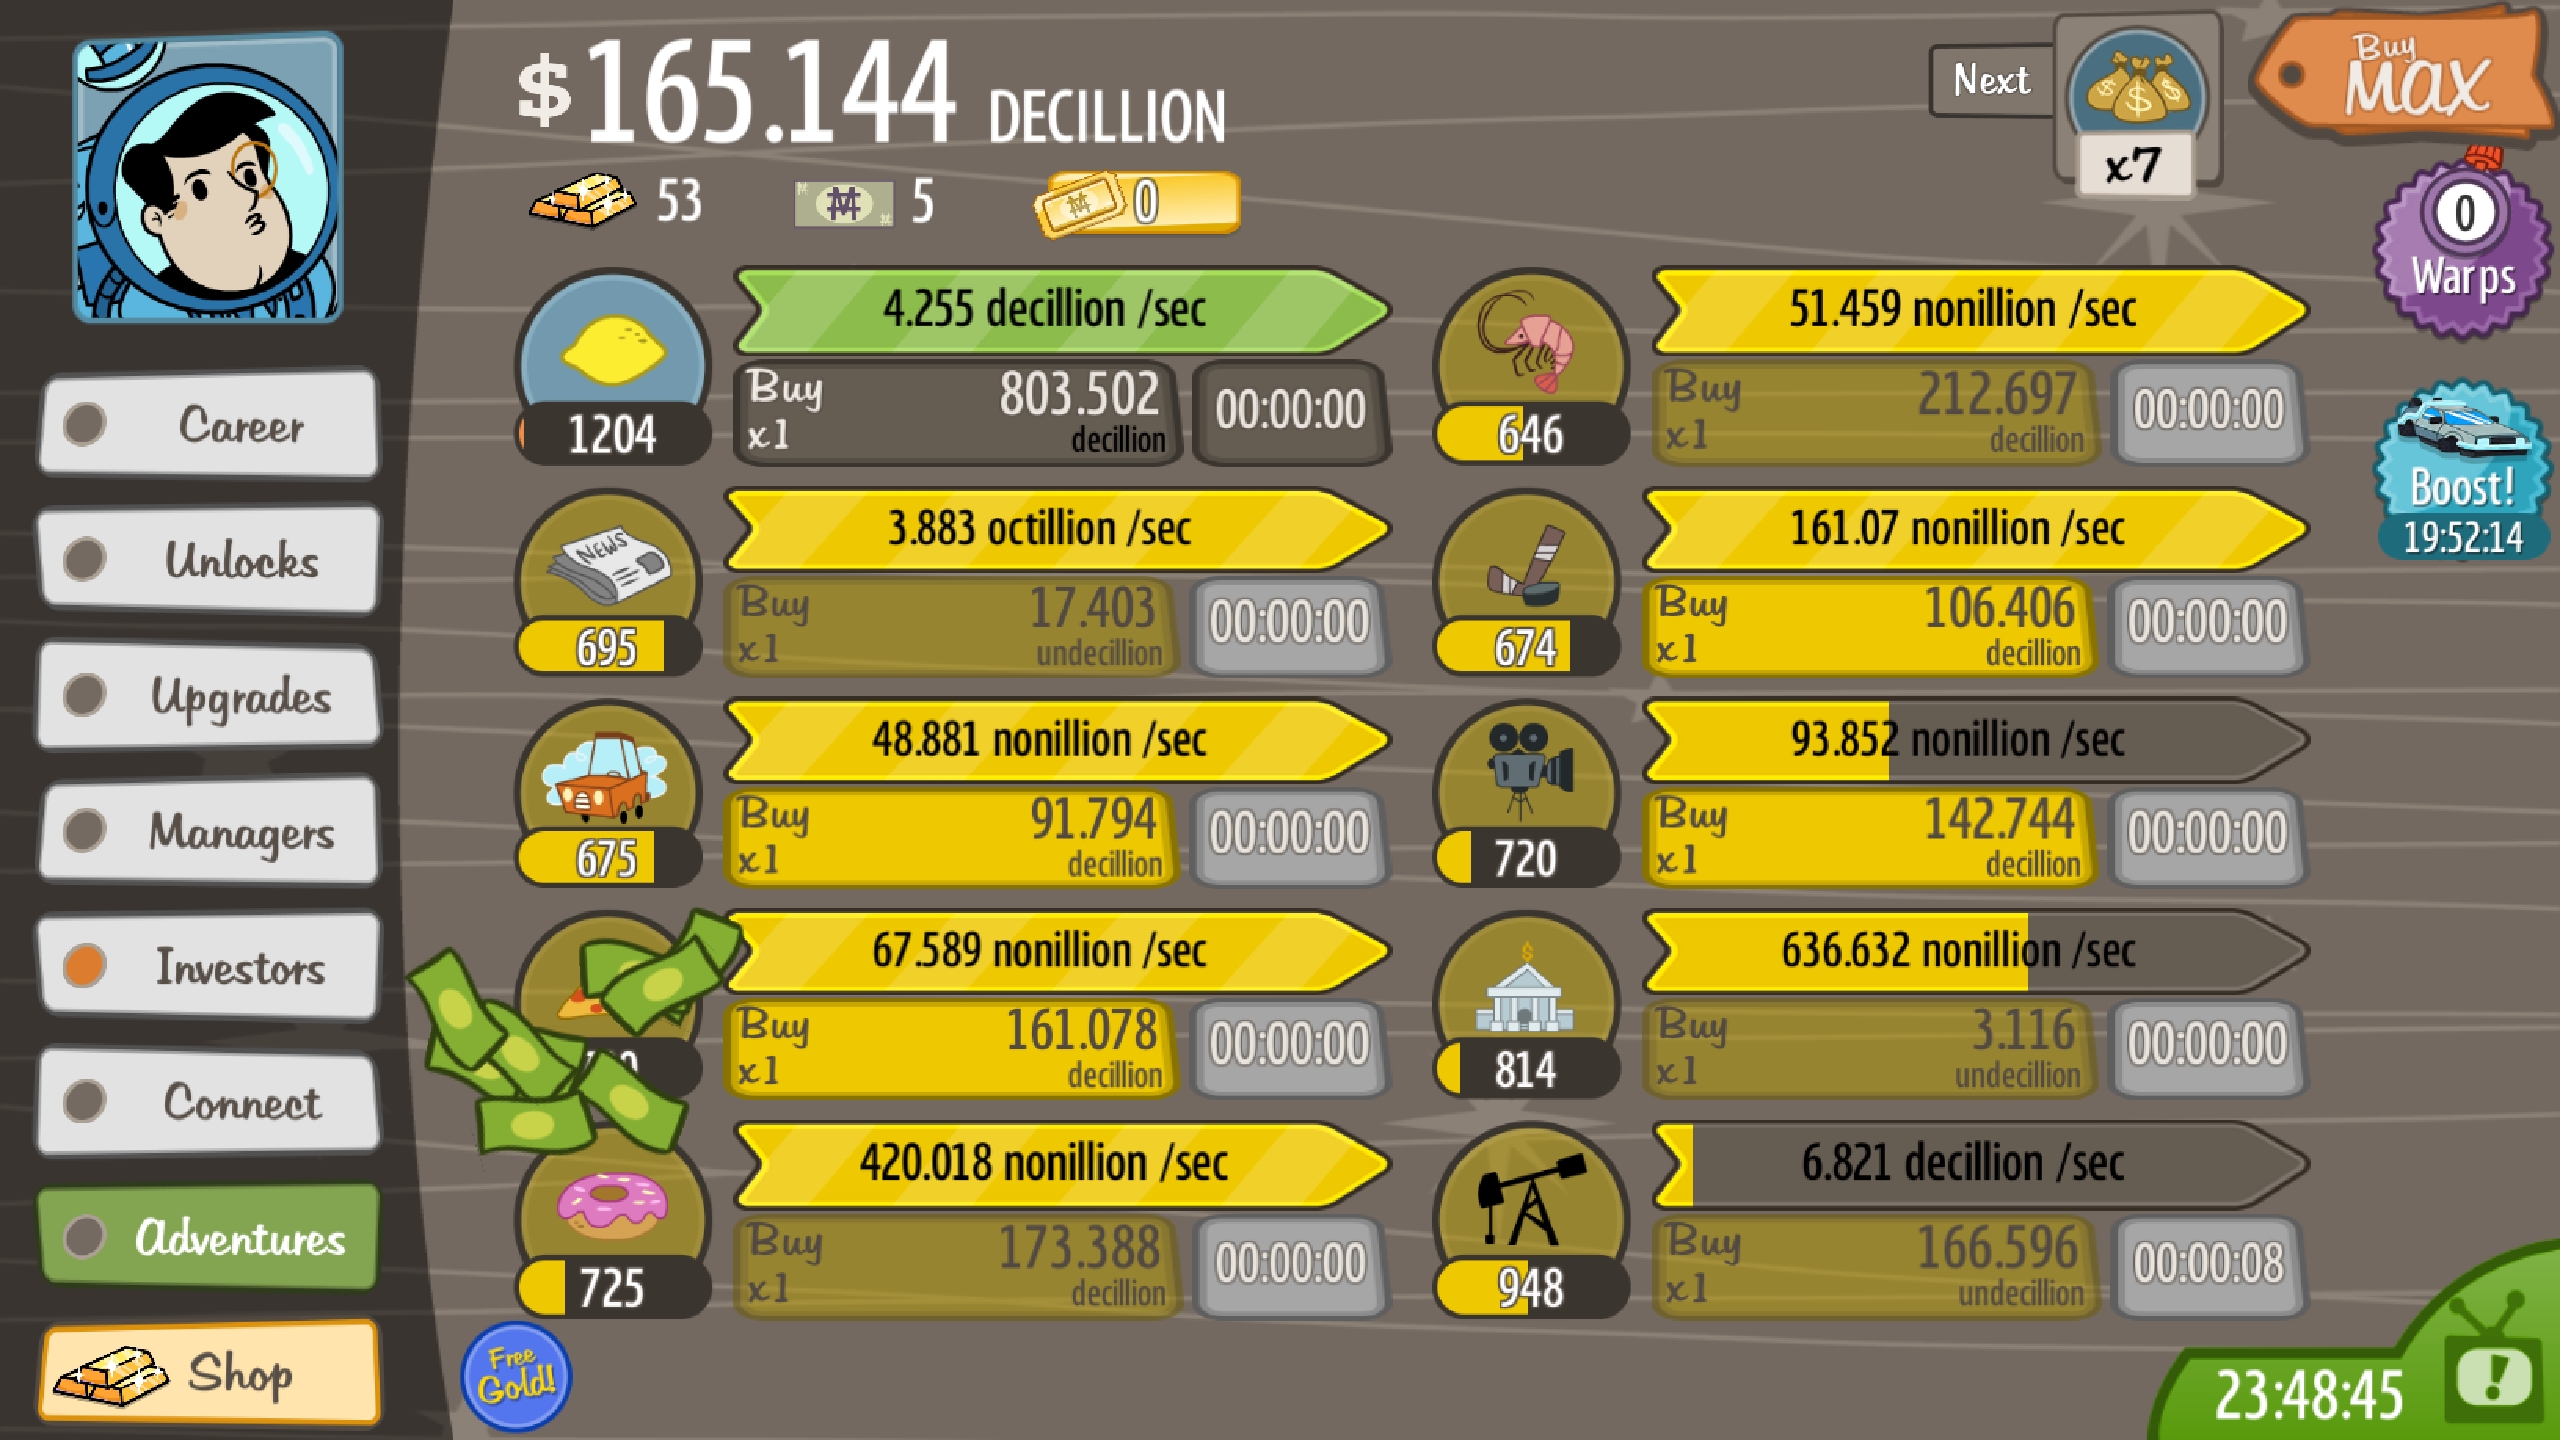 $165.144 DECILLION
53
5
0
Next
x7
Buy
MAX
0
Warps
Boost!
19:52:14
Career
Unlocks
Upgrades
Managers
Investors
Connect
Adventures
Shop
4.255 decillion /sec
Buy
x1
803.502
decillion
00:00:00
1204
NEWS
3.883 octillion /sec
Buy
x1
17.403
undecillion
00:00:00
695
48.881 nonillion /sec
Buy
x1
91.794
decillion
00:00:00
675
67.589 nonillion /sec
Buy
x1
161.078
decillion
00:00:00
420.018 nonillion /sec
Buy
x1
173.388
decillion
00:00:00
725
51.459 nonillion /sec
Buy
x1
212.697
decillion
00:00:00
646
161.07 nonillion /sec
Buy
x1
106.406
decillion
00:00:00
674
93.852 nonillion /sec
Buy
x1
142.744
decillion
00:00:00
720
636.632 nonillion /sec
Buy
x1
3.116
undecillion
00:00:00
814
6.821 decillion /sec
Buy
x1
166.596
undecillion
00:00:08
948
Free
Gold!
23:48:45